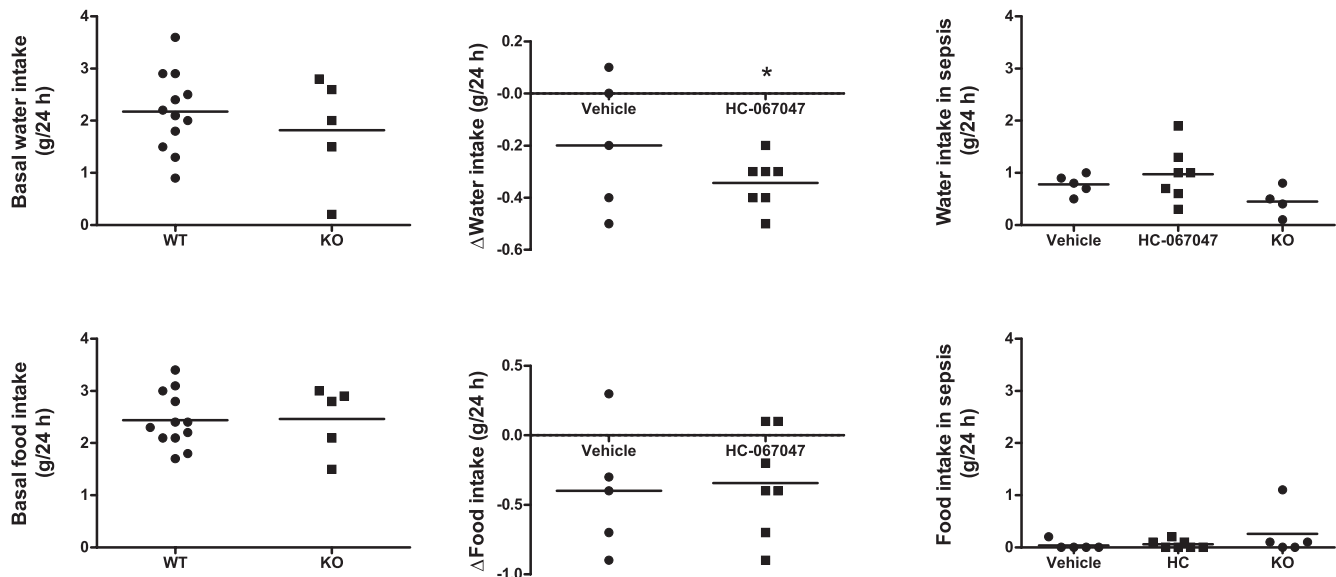 Basal water intake
(g/24 h)
4
3
2
1
0
WT
KO
ΔWater intake (g/24 h)
0.2
-0.0
-0.2
-0.4
-0.6
*
Vehicle
HC-067047
Water intake in sepsis
(g/24 h)
4
3
2
1
0
Vehicle
HC-067047
KO
Basal food intake
(g/24 h)
4
3
2
1
0
WT
KO
ΔFood intake (g/24 h)
0.5
0.0
-0.5
-1.0
Vehicle
HC-067047
Food intake in sepsis
(g/24 h)
4
3
2
1
0
Vehicle
HC
KO